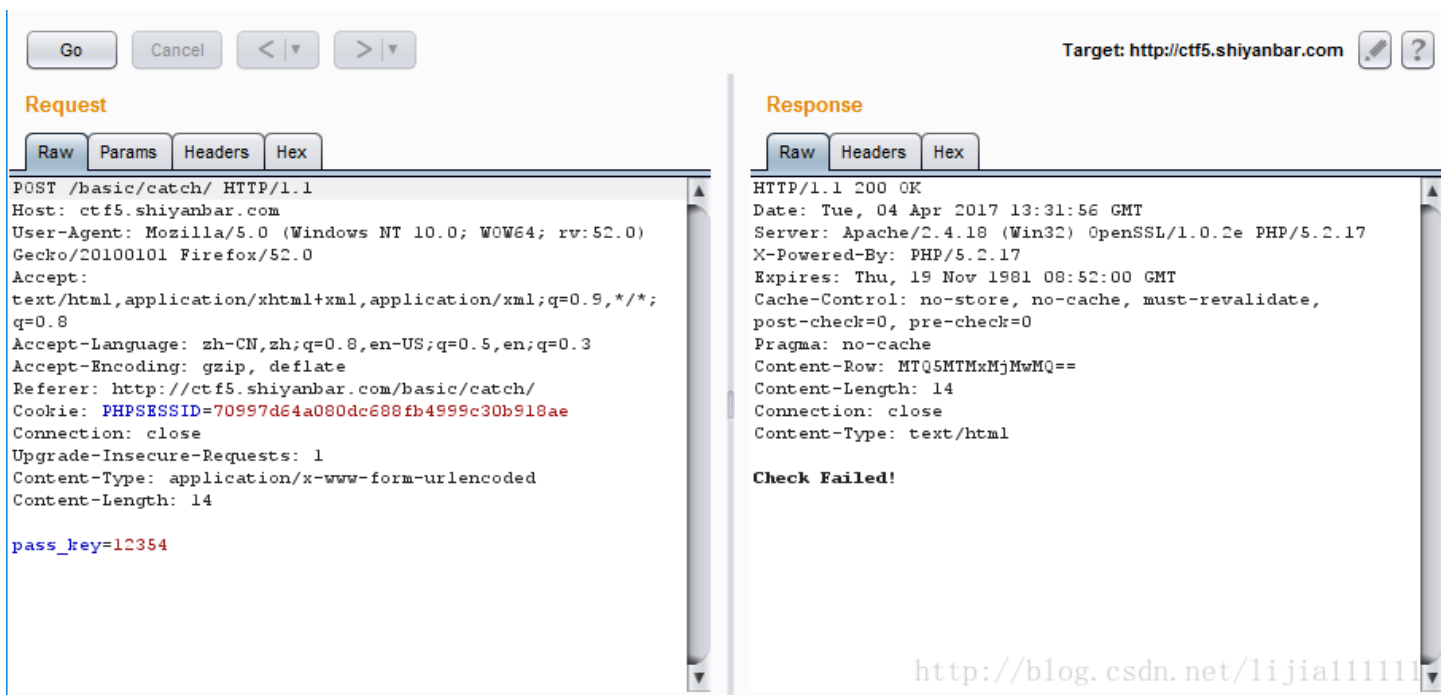 Go
Cancel
<
>
Target: http://ctf5.shiyanbar.com
?
Request
Raw
Params
Headers
Hex
POST /basic/catch/ HTTP/1.1
Host: ctf5.shiyanbar.com
User-Agent: Mozilla/5.0 (Windows NT 10.0; WOW64; rv:52.0)
Gecko/20100101 Firefox/52.0
Accept:
text/html,application/xhtml+xml,application/xml;q=0.9,*/*;
q=0.8
Accept-Language: zh-CN,zh;q=0.8,en-US;q=0.5,en;q=0.3
Accept-Encoding: gzip, deflate
Referer: http://ctf5.shiyanbar.com/basic/catch/
Cookie: PHPSESSID=70997d64a080dc688fb4999c30b918ae
Connection: close
Upgrade-Insecure-Requests: 1
Content-Type: application/x-www-form-urlencoded
Content-Length: 14
pass_key=12354
Response
Raw
Headers
Hex
HTTP/1.1 200 OK
Date: Tue, 04 Apr 2017 13:31:56 GMT
Server: Apache/2.4.18 (Win32) OpenSSL/1.0.2e PHP/5.2.17
X-Powered-By: PHP/5.2.17
Expires: Thu, 19 Nov 1981 08:52:00 GMT
Cache-Control: no-store, no-cache, must-revalidate,
post-check=0, pre-check=0
Pragma: no-cache
Content-Row: MTQ5MTMxMjMwMQ==
Content-Length: 14
Connection: close
Content-Type: text/html
Check Failed!
http://blog.csdn.net/lijia111111